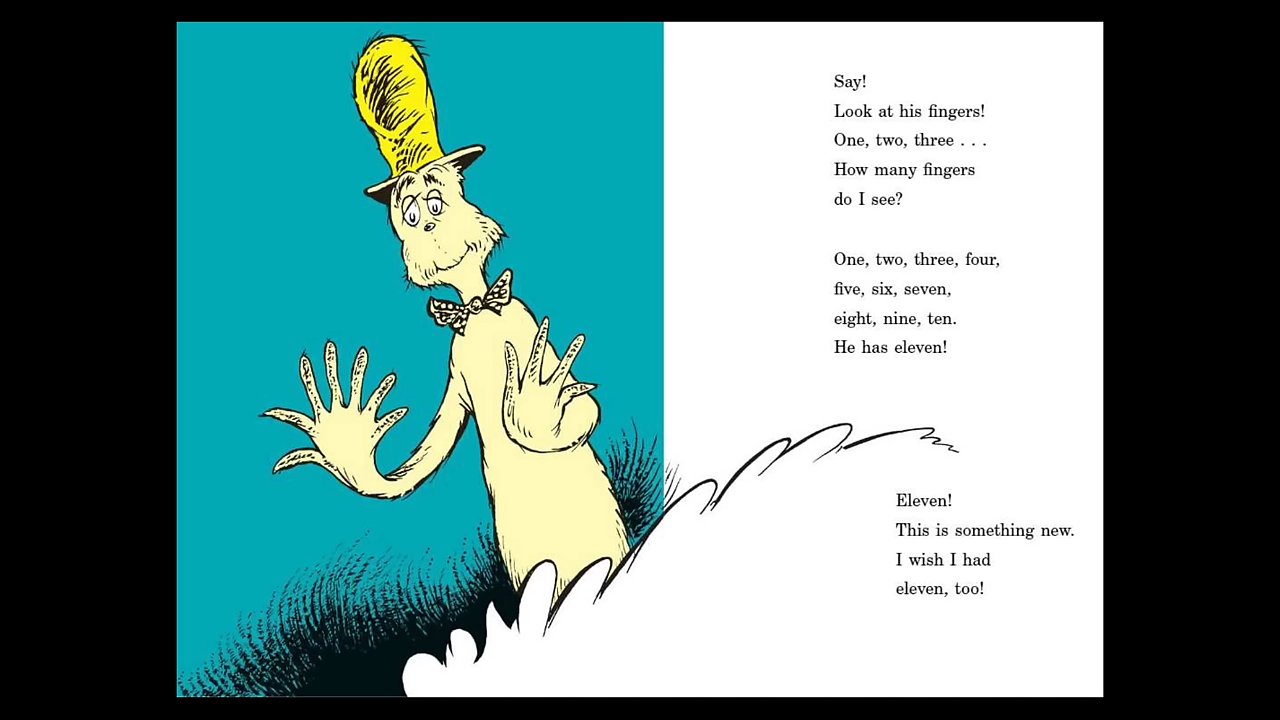 Say!
Look at his fingers!
One, two, three . . .
How many fingers
do I see?
One, two, three, four,
five, six, seven,
eight, nine, ten.
He has eleven!
Eleven!
This is something new.
I wish I had
eleven, too!